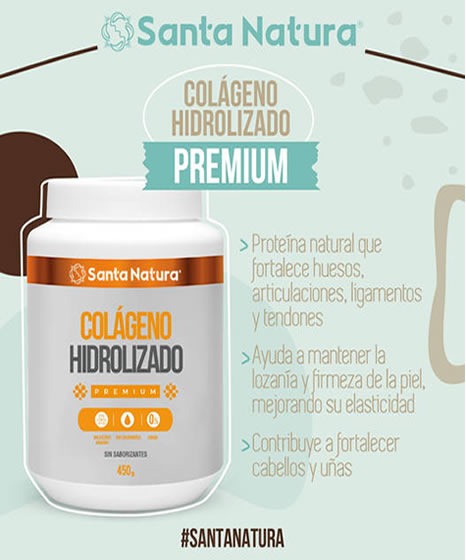 Santa Natura®
COLÁGENO
HIDROLIZADO
PREMIUM
Santa Natura®
COLÁGENO
HIDROLIZADO
PREMIUM
0%
SIN SABORIZANTES
450g
> Proteína natural que
fortalece huesos,
articulaciones, ligamentos
y tendones
> Ayuda a mantener la
lozanía y firmeza de la piel,
mejorando su elasticidad
> Contribuye a fortalecer
cabellos y uñas
#SANTANATURA